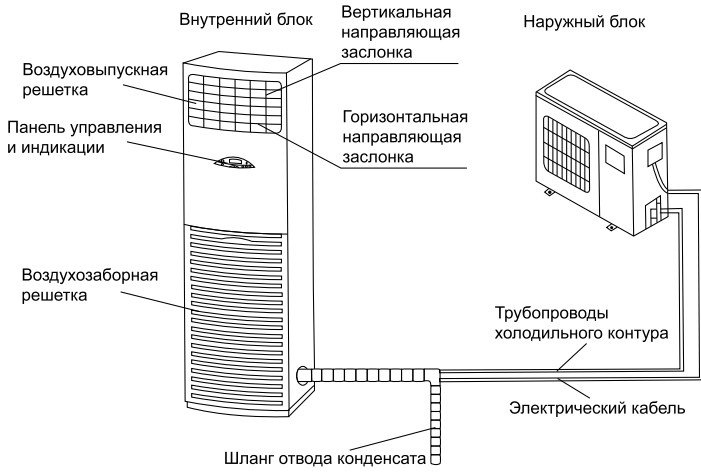 Внутренний блок
Вертикальная
направляющая
заслонка
Наружный блок
Воздуховыпускная
решетка
Панель управления
и индикации
Горизонтальная
направляющая
заслонка
Воздухозаборная
решетка
Трубопроводы
холодильного контура
Электрический кабель
Шланг отвода конденсата